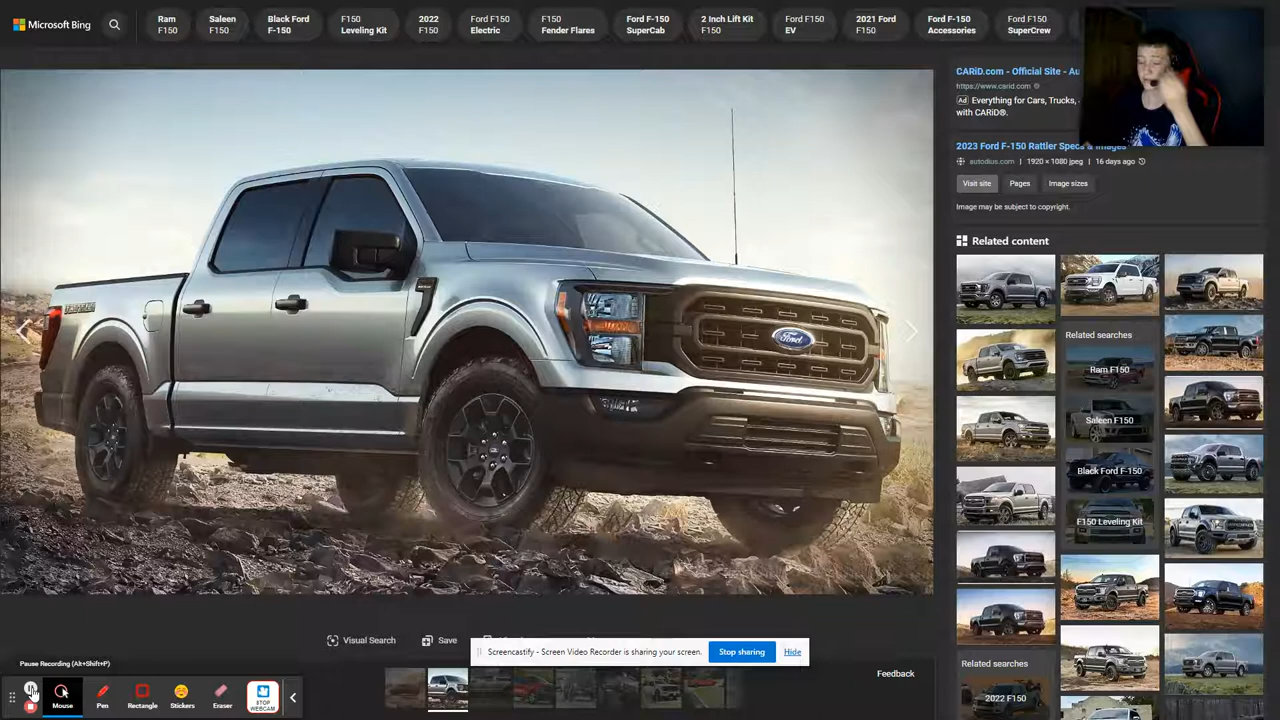 Microsoft Bing
Ram
F150
Saleen
F150
Black Ford
F-150
F150
Leveling Kit
2022
F150
Ford F150
Electric
F150
Fender Flares
Ford F-150
SuperCab
2 Inch Lift Kit
F150
Ford F150
EV
2021 Ford
F150
Ford F-150
Accessories
Ford F150
SuperCrew
CARiD.com - Official Site - Au
https://www.carid.com
Ad Everything for Cars, Trucks,
with CARiD®.
2023 Ford F-150 Rattler Specs & Images
autodius.com | 1920 × 1080 jpeg | 16 days ago
Visit site Pages Image sizes
Image may be subject to copyright.
Related content
Related searches
Ram F150
Saleen F150
Black Ford F-150
F150 Leveling Kit
Related searches
2022 F150
Ford
Visual Search
Save
Screencastify - Screen Video Recorder is sharing your screen.
Stop sharing
Hide
Feedback
Pause Recording (Alt+Shift+P)
Mouse
Pen
Rectangle
Stickers
Eraser
STOP
WEBCAM